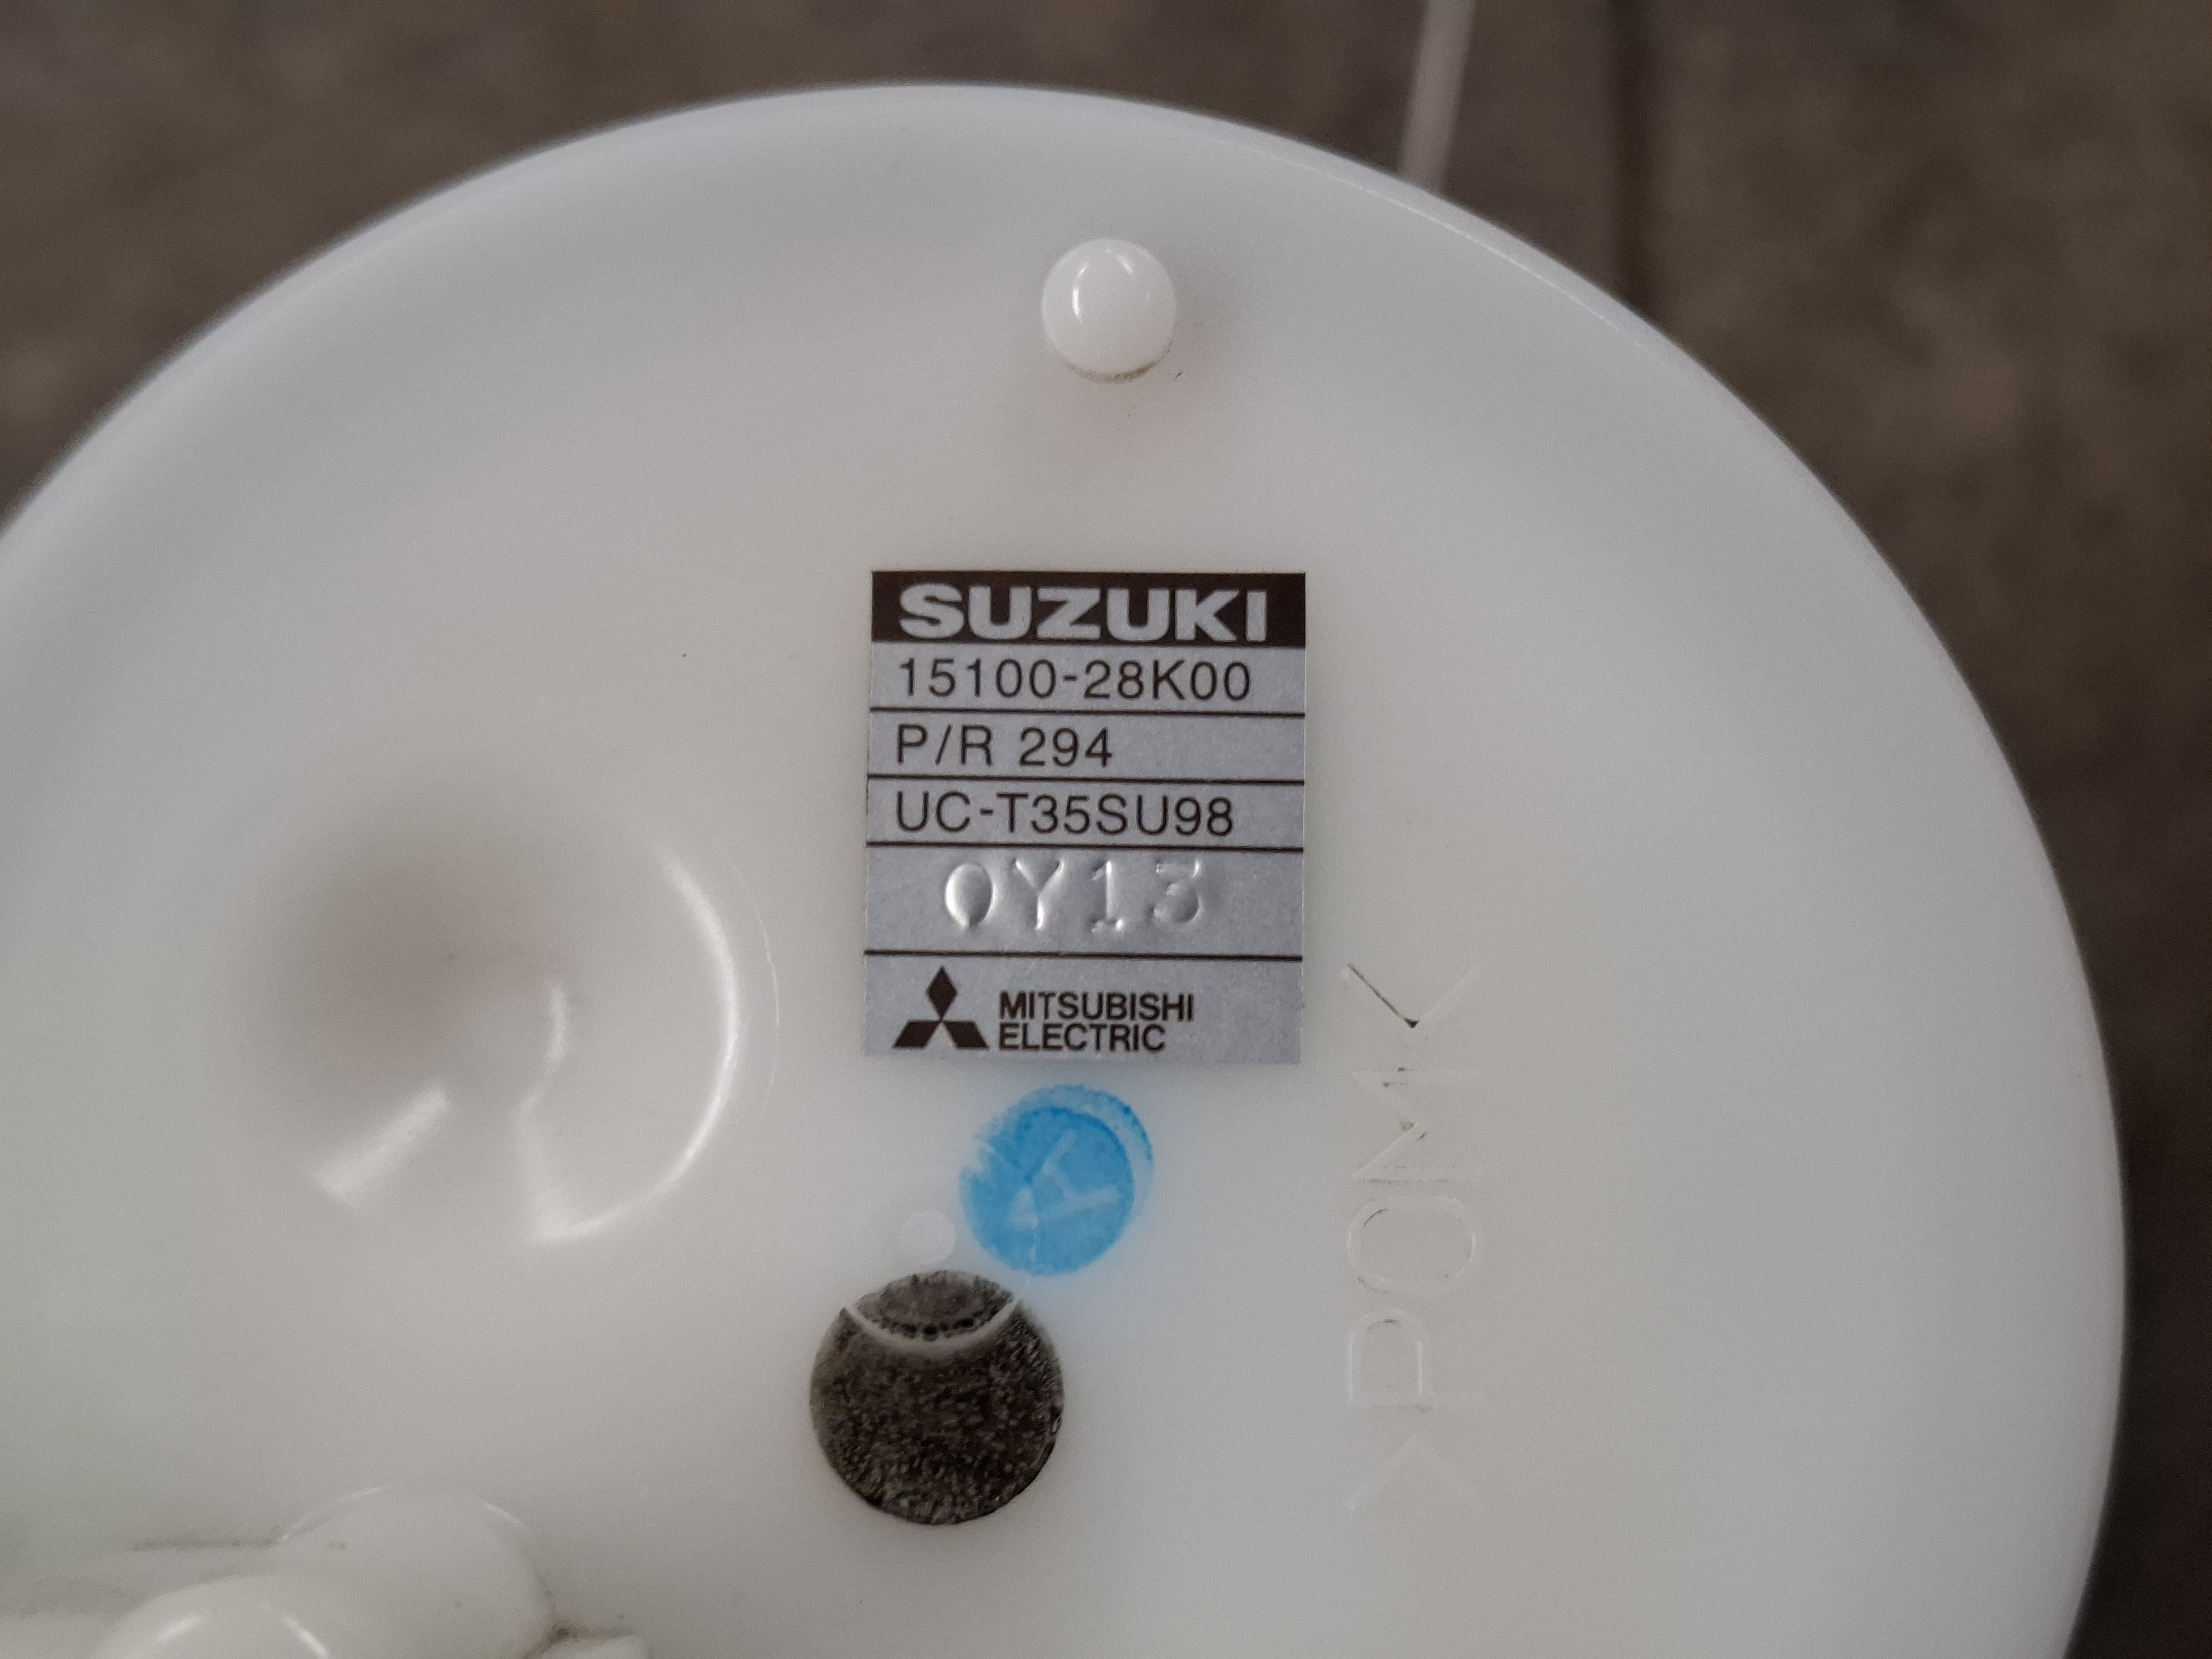 SUZUKI
15100-28K00
P/R 294
UC-T35SU98
0Y13
MITSUBISHI
ELECTRIC
>POM<